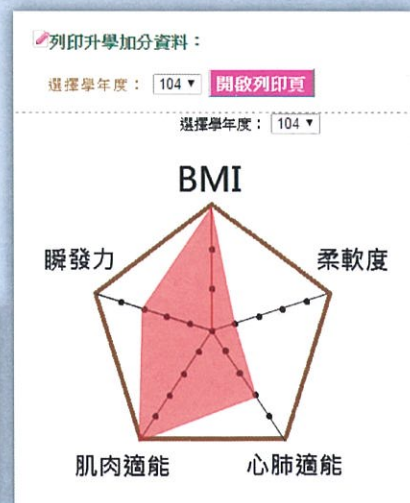 列印升學加分資料：
選擇學年度： 104 ▼ 開啟列印頁
選擇學年度： 104 ▼
BMI
瞬發力
柔軟度
肌肉適能
心肺適能